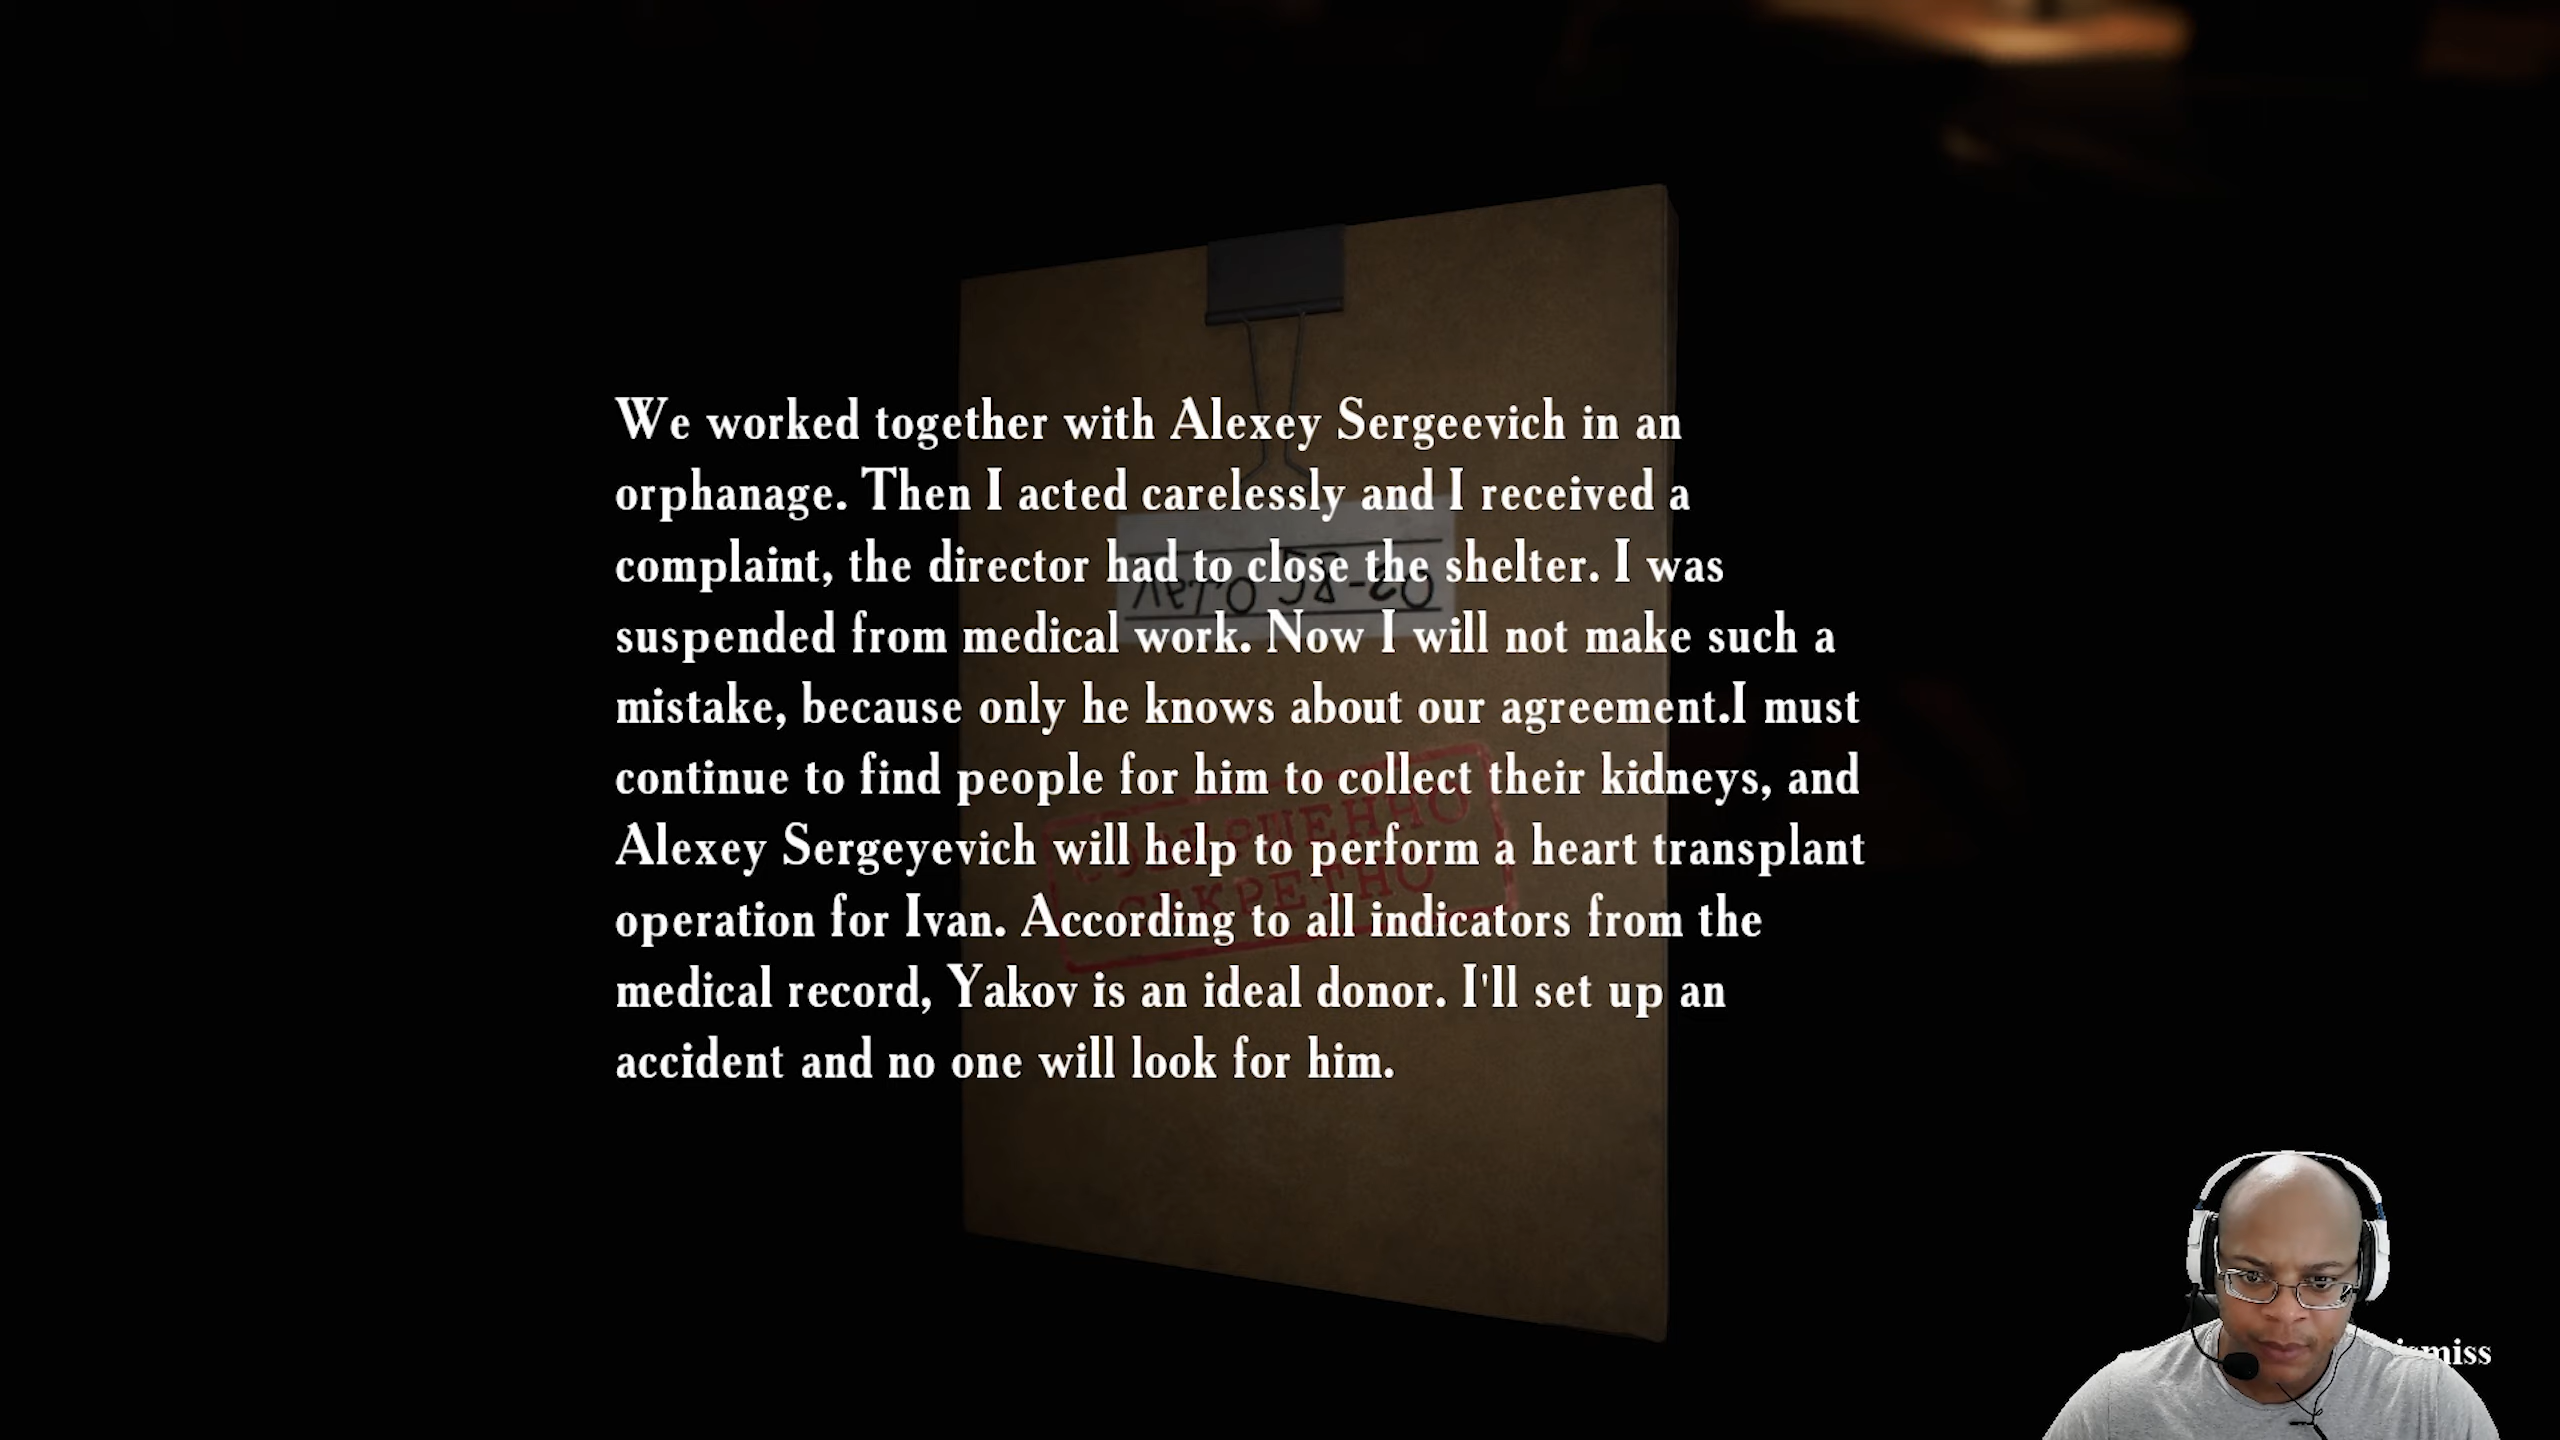 We worked together with Alexey Sergeevich in an
orphanage. Then I acted carelessly and I received a
complaint, the director had to close the shelter. I was
suspended from medical work. Now I will not make such a
mistake, because only he knows about our agreement.I must
continue to find people for him to collect their kidneys, and
Alexey Sergeyevich will help to perform a heart transplant
operation for Ivan. According to all indicators from the
medical record, Yakov is an ideal donor. I'll set up an
accident and no one will look for him.
СЕКРЕТНО